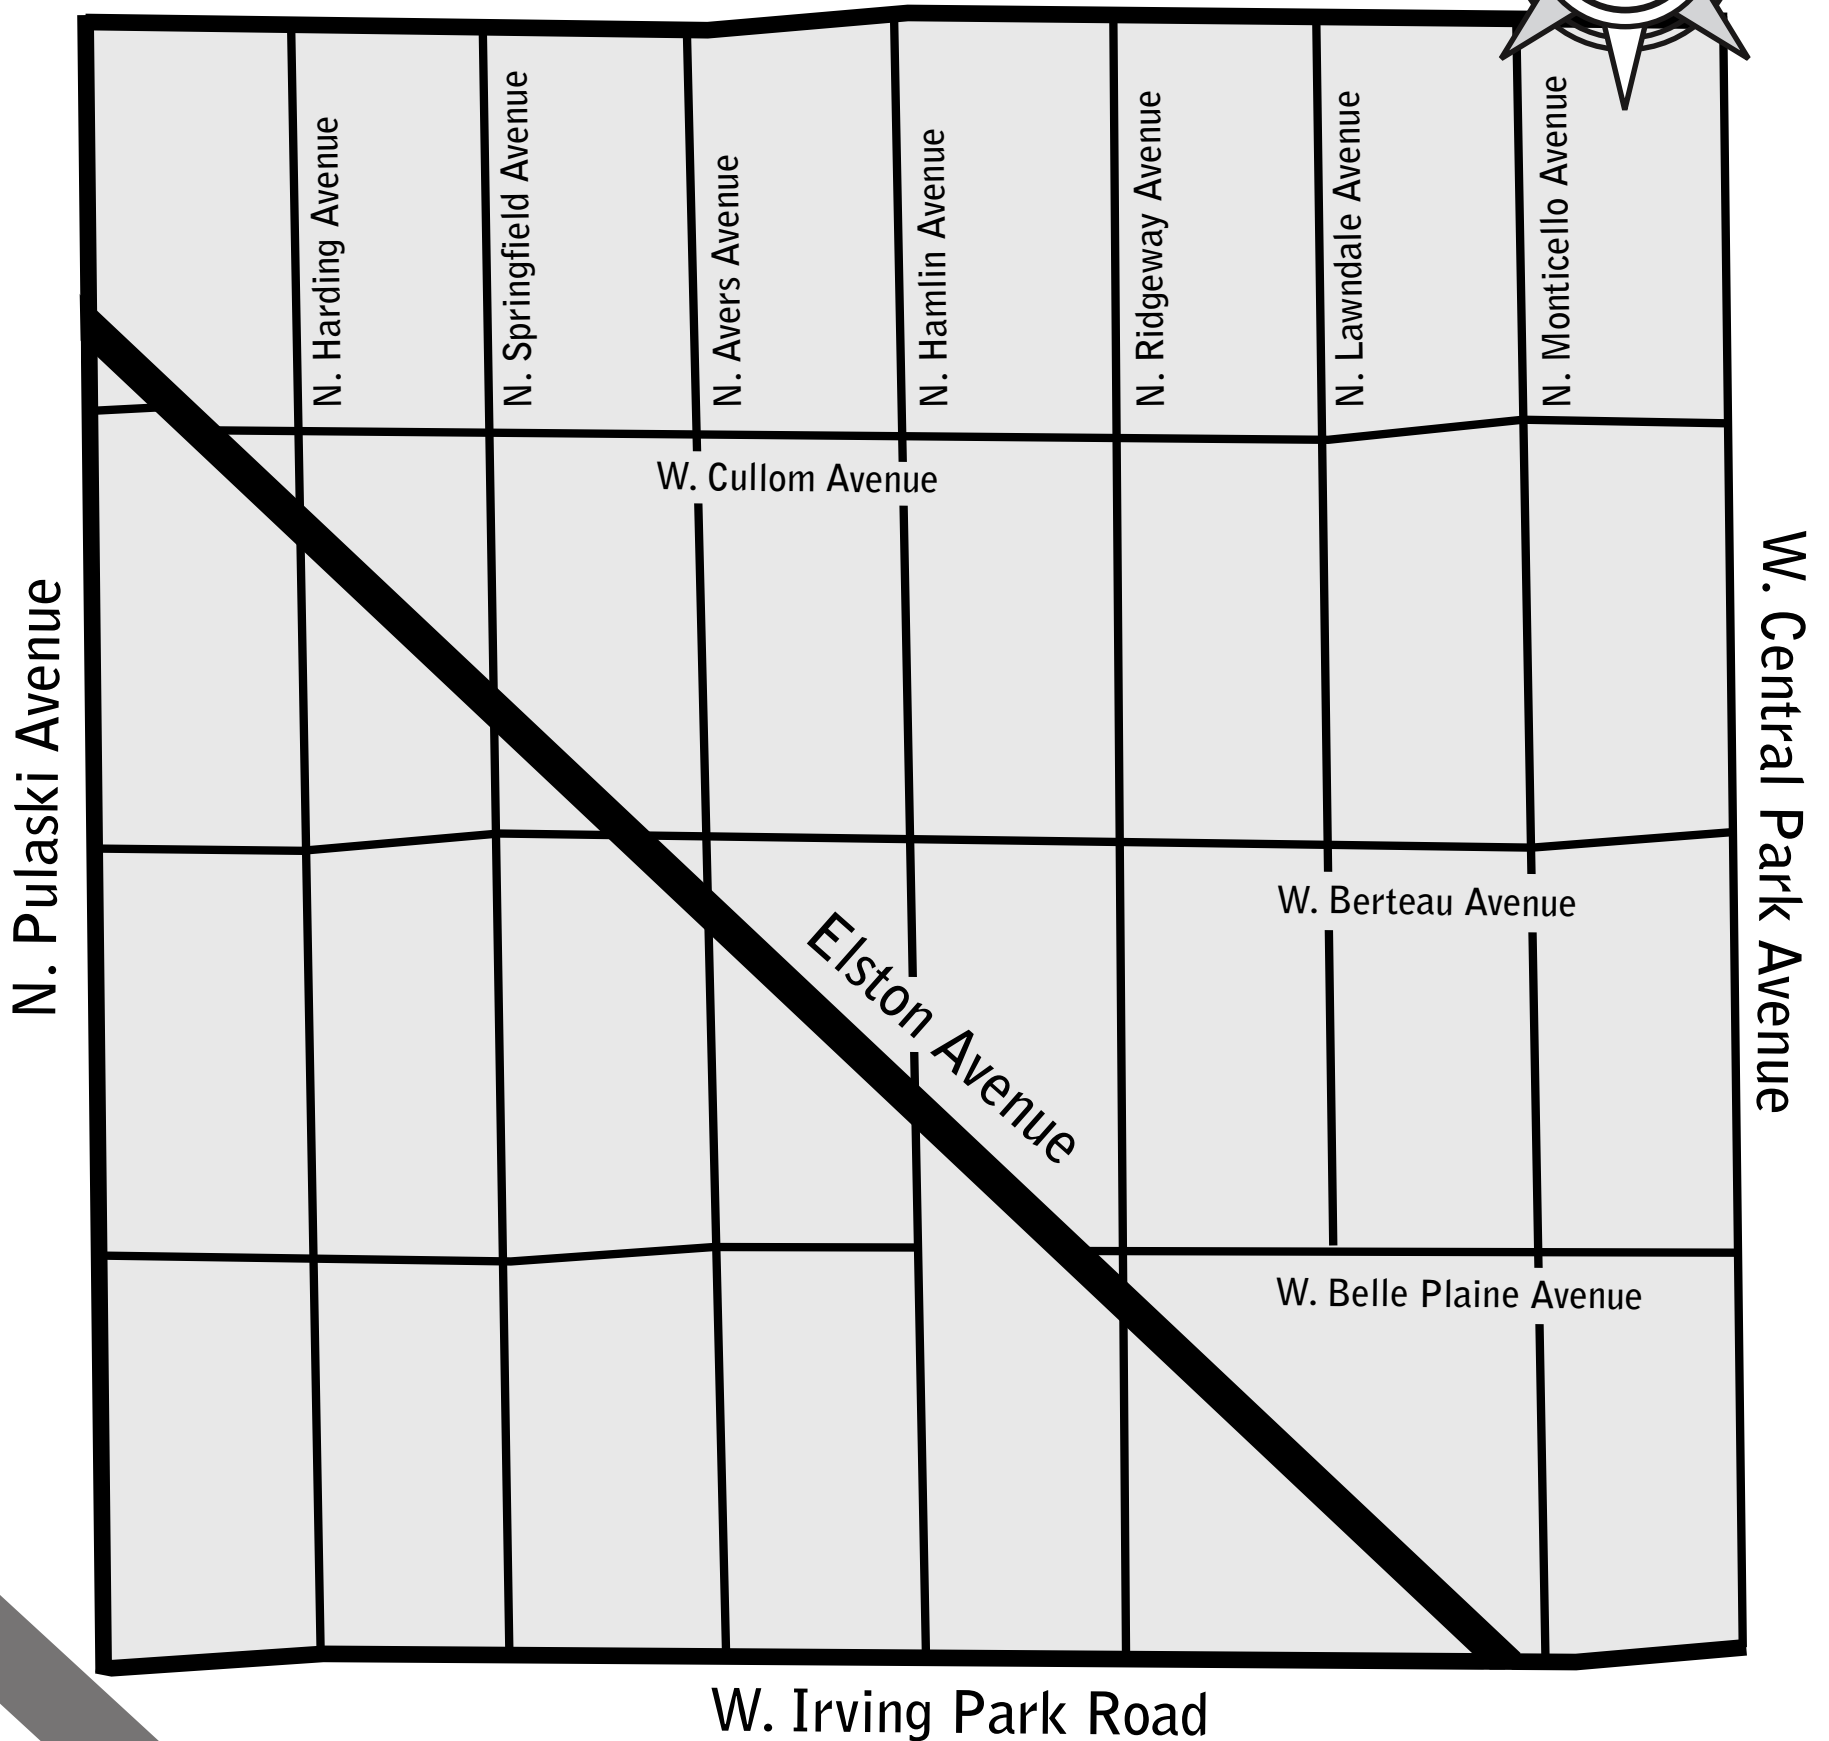 N. Harding Avenue
N. Springfield Avenue
N. Avers Avenue
N. Hamlin Avenue
N. Ridgeway Avenue
N. Lawndale Avenue
N. Monticello Avenue
W. Cullom Avenue
N. Pulaski Avenue
W. Central Park Avenue
W. Berteau Avenue
Elston Avenue
W. Belle Plaine Avenue
W. Irving Park Road